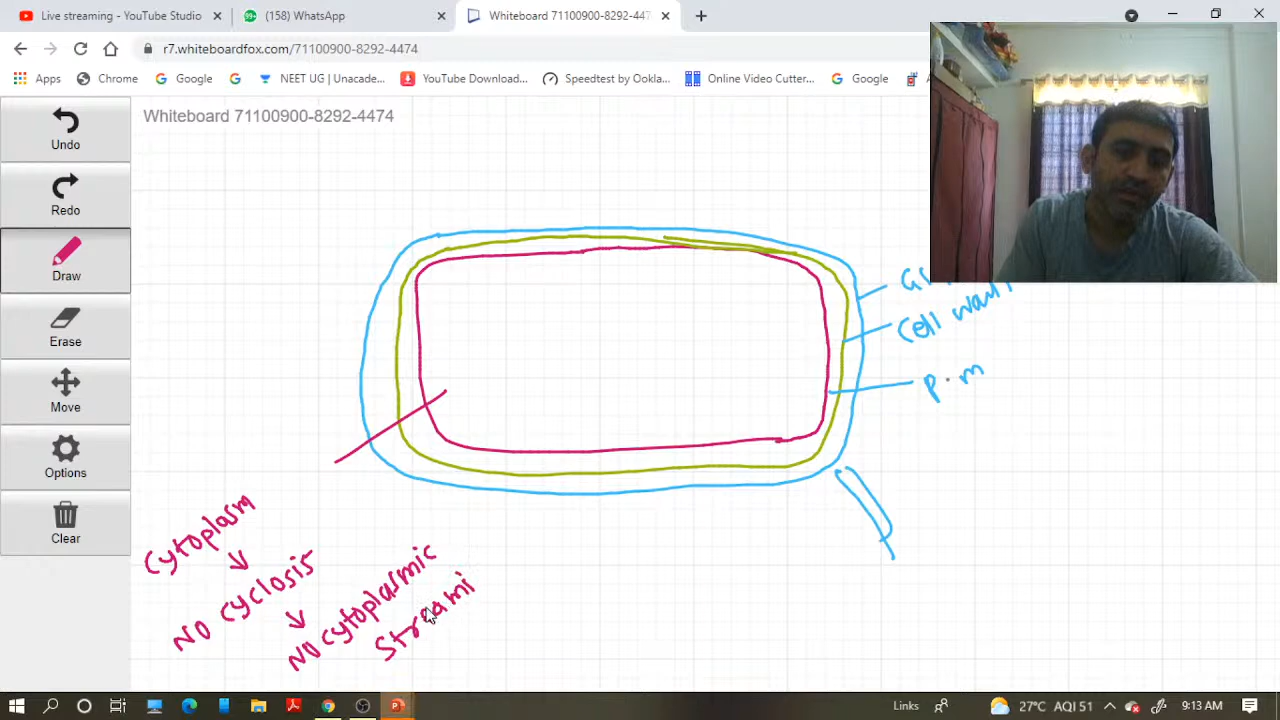 Live streaming - YouTube Studio
(158) WhatsApp
Whiteboard 71100900-8292-447
r7.whiteboardfox.com/71100900-8292-4474
Apps Chrome Google NEET UG | Unacade... YouTube Download... Speedtest by Ookla... Online Video Cutter... Google
Whiteboard 71100900-8292-4474
Undo
Redo
Draw
Erase
Move
Options
Clear
Cell wall
P.m
Cytoplasm
↓
No cyclosis
↓
No cytoplasmic
Streami
Links
27°C AQI 51
9:13 AM